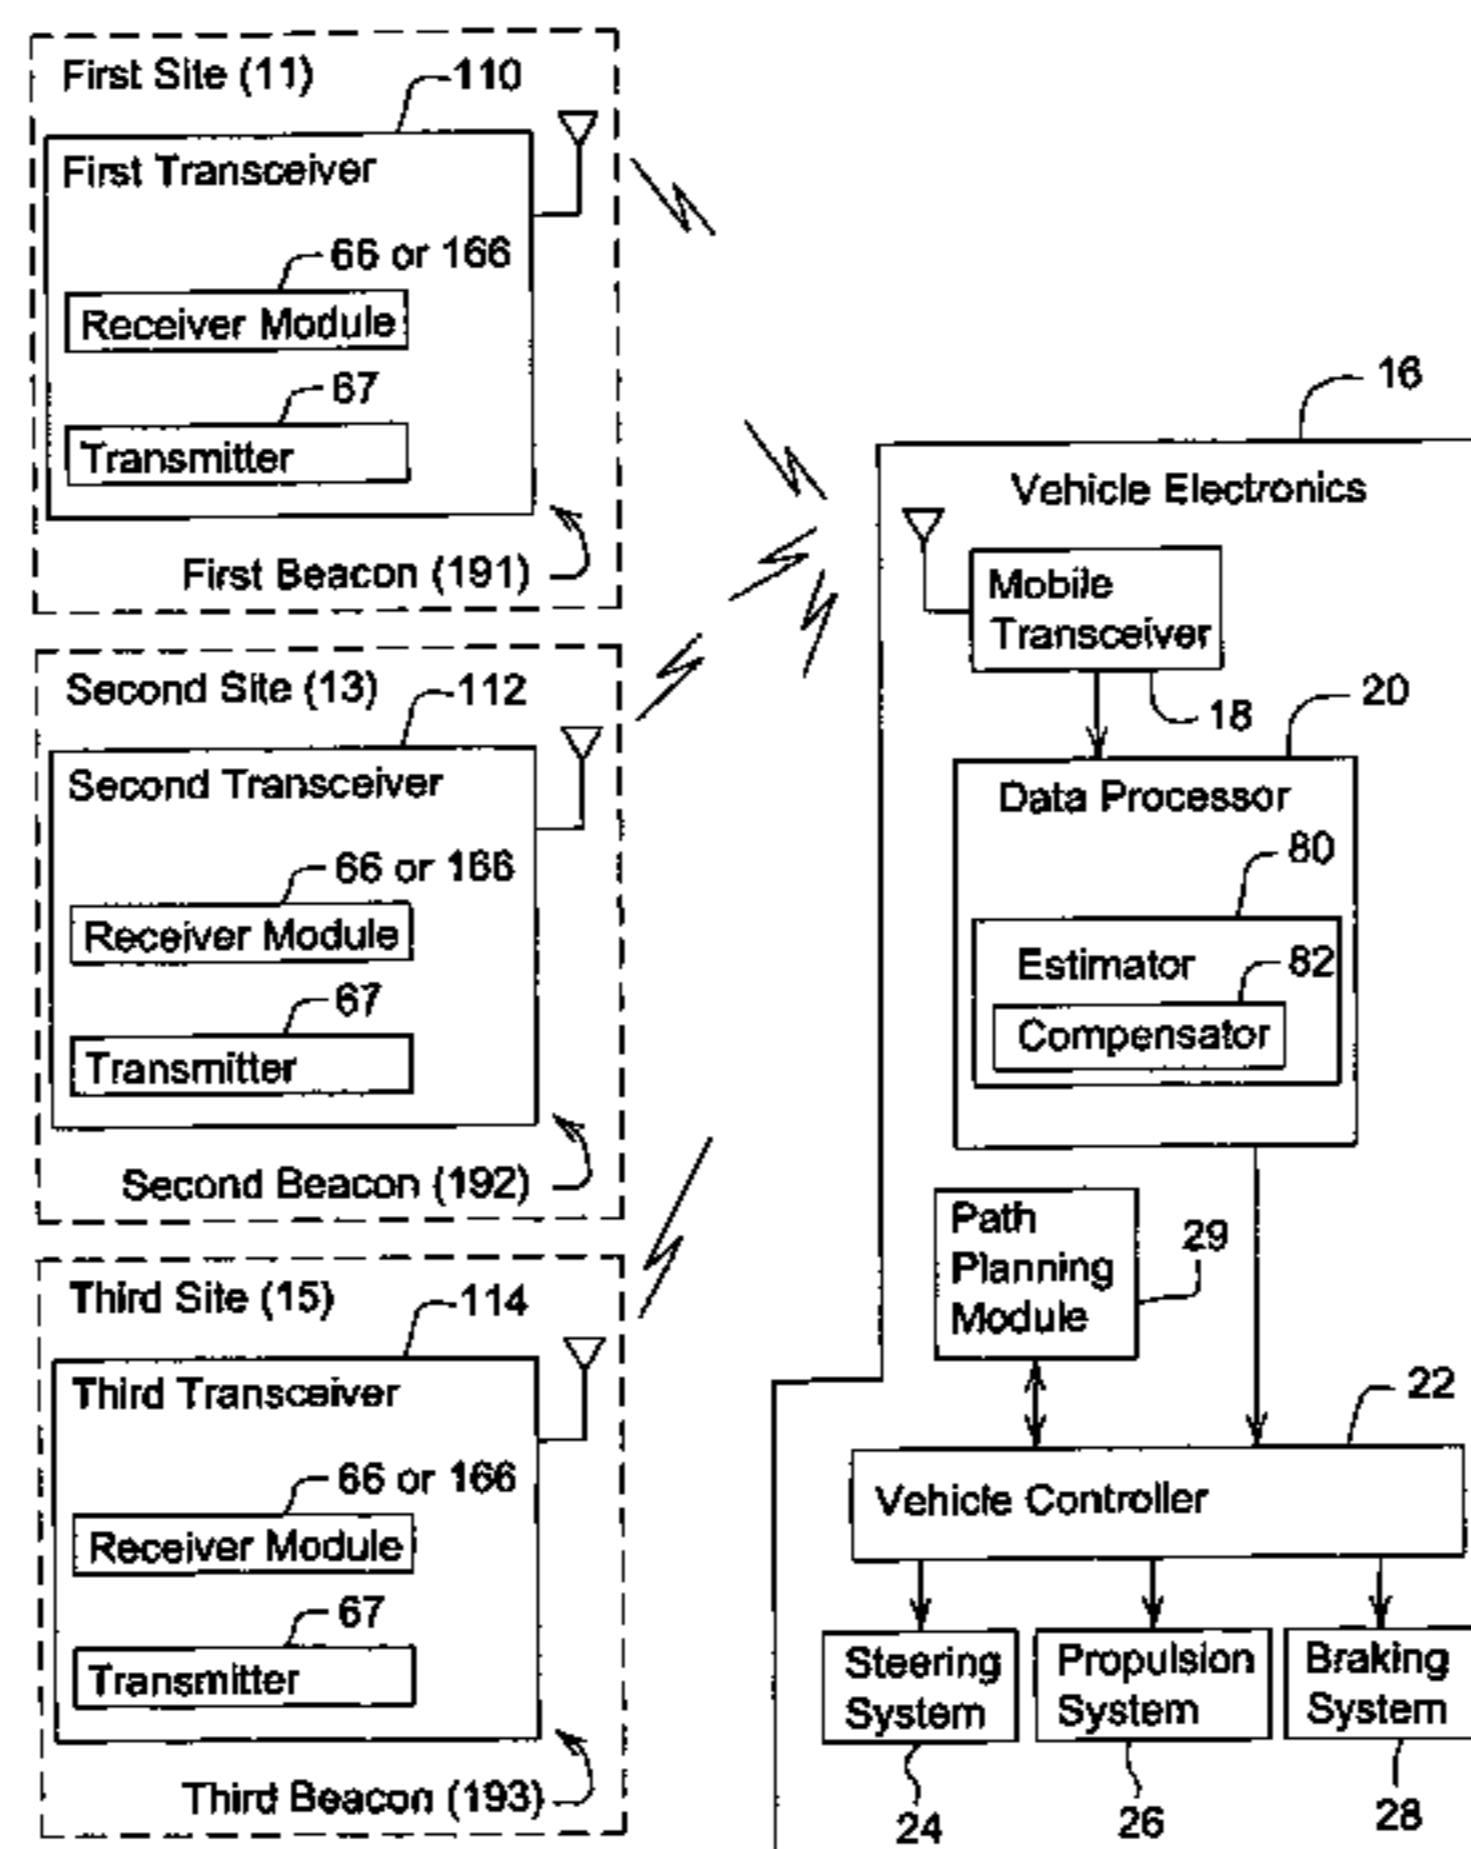 First Site (11)
110
First Transceiver
66 or 166
Receiver Module
67
Transmitter
First Beacon (191)
Second Site (13)
112
Second Transceiver
66 or 166
Receiver Module
67
Transmitter
Second Beacon (192)
Third Site (15)
114
Third Transceiver
66 or 166
Receiver Module
67
Transmitter
Third Beacon (193)
16
Vehicle Electronics
Mobile
Transceiver
18
20
Data Processor
80
Estimator
82
Compensator
Path
Planning
Module
29
22
Vehicle Controller
Steering
System
24
Propulsion
System
26
Braking
System
28